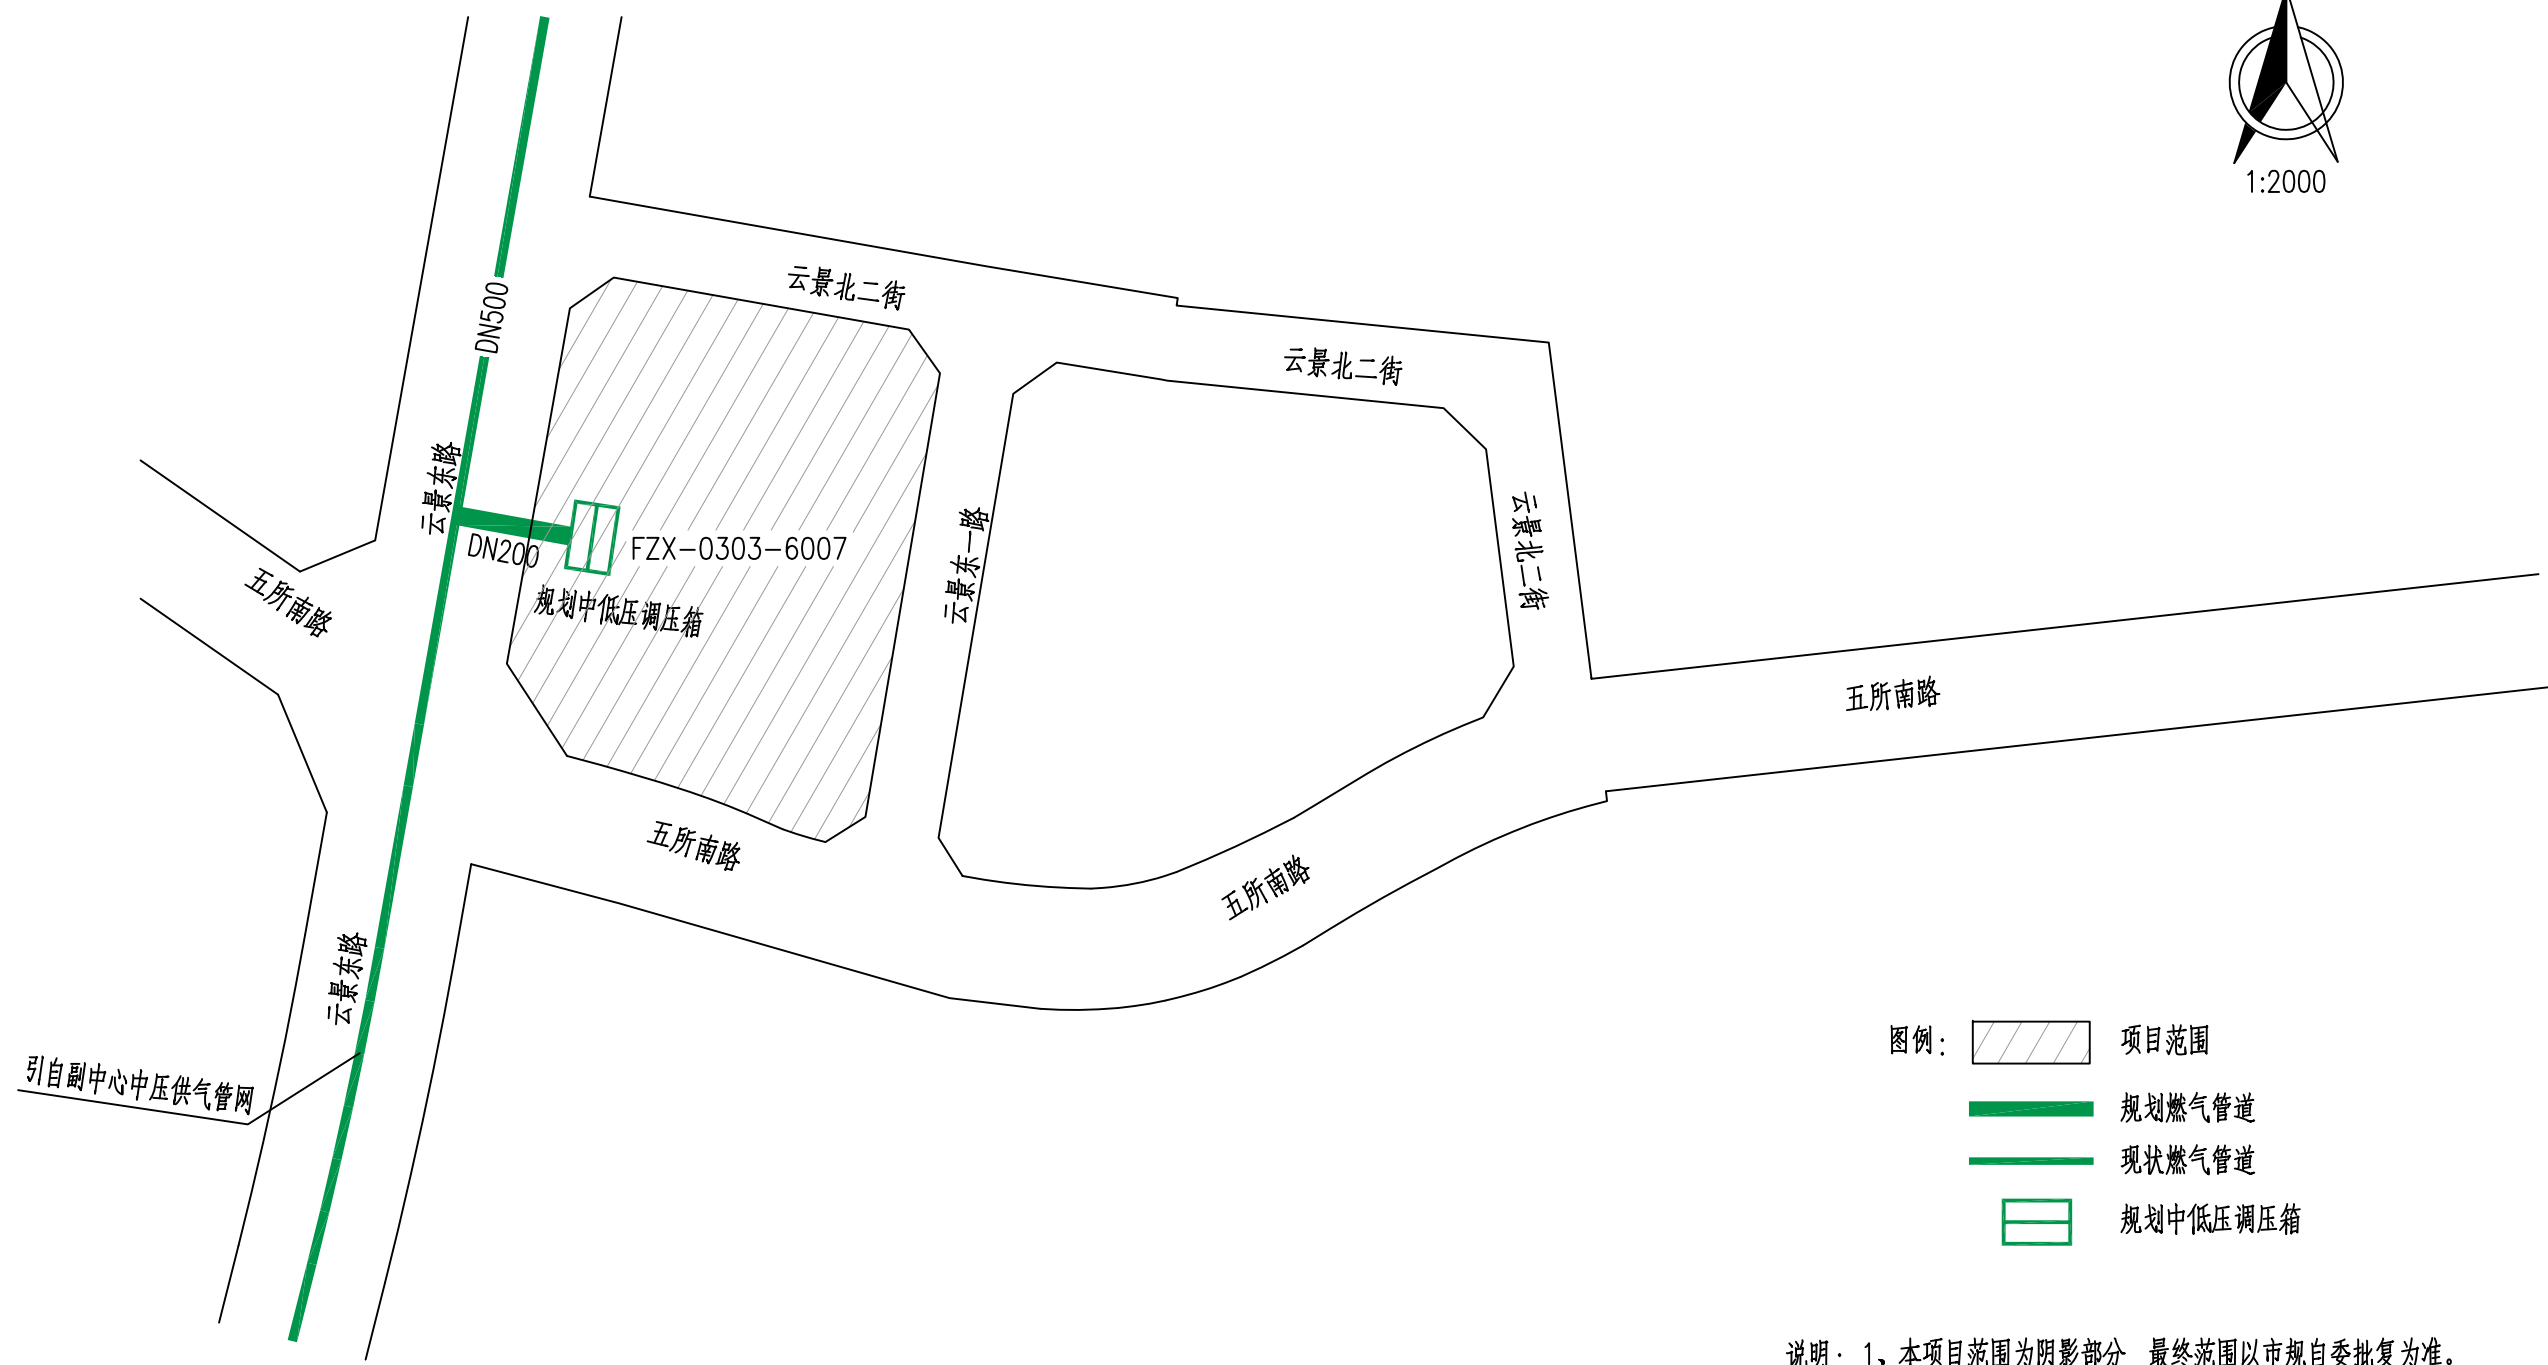 1:2000
DN500
云景北二街
云景北二街
云景东路
DN200
FZX-0303-6007
规划中低压调压箱
云景东一路
云景北二街
五所南路
五所南路
五所南路
五所南路
云景东路
引自副中心中压供气管网
图例：
项目范围
规划燃气管道
现状燃气管道
规划中低压调压箱
说明：1、本项目范围为阴影部分，最终范围以市规自委批复为准。